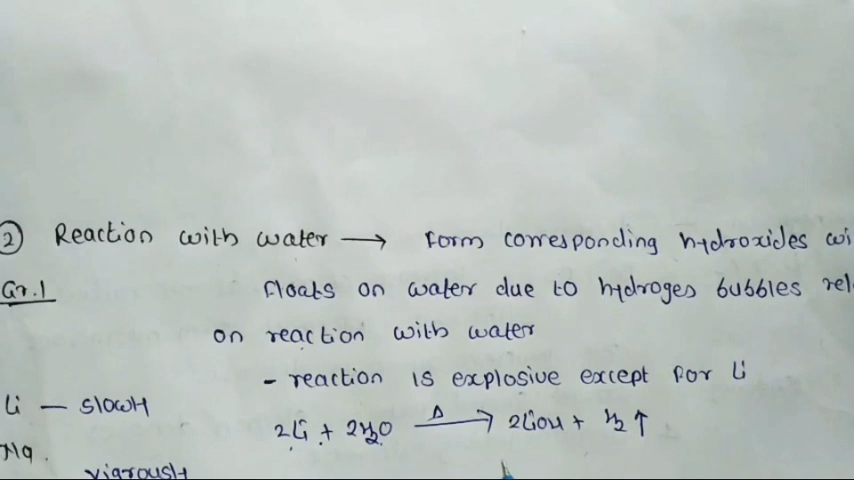 ② Reaction with water → Form corresponding hydroxides wi
Gr.1 Floats on water due to hydroges bubbles rel
on reaction with water
- reaction is explosive except for Li
Li — slowly
2Li + 2H₂O —Δ→ 2LiOH + H₂ ↑
Na.
vigrously